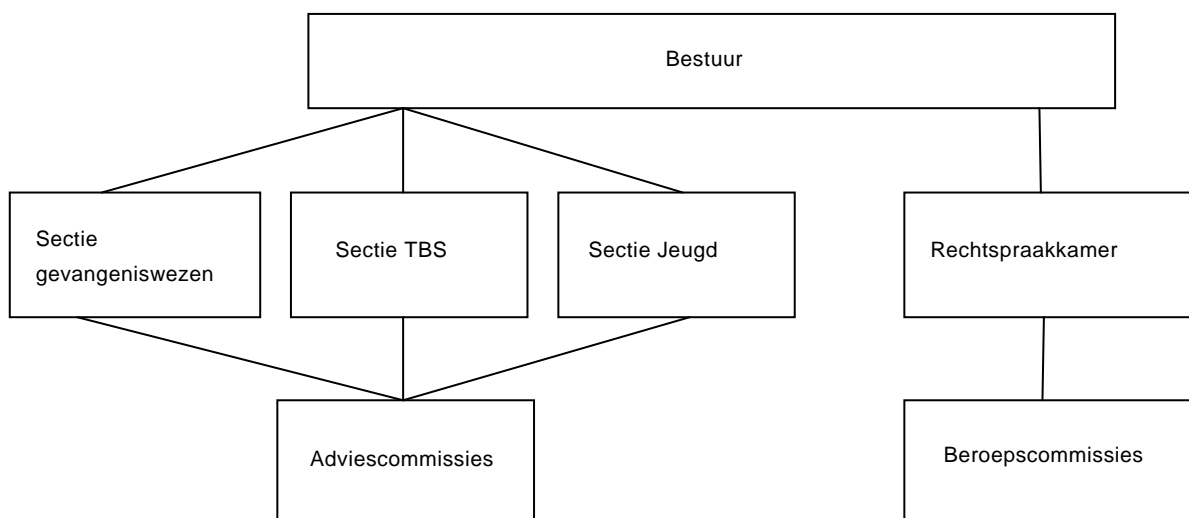 Bestuur
Sectie
gevangeniswezen
Sectie TBS
Sectie Jeugd
Rechtspraakkamer
Adviescommissies
Beroepscommissies